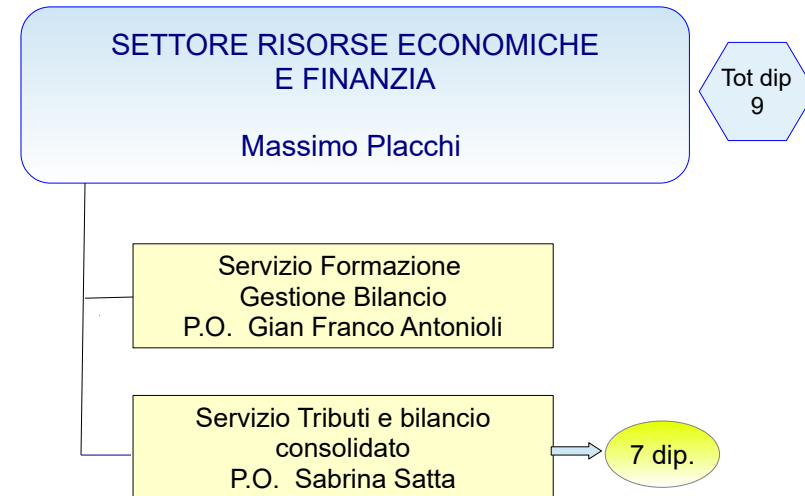 SETTORE RISORSE ECONOMICHE
E FINANZIA
Massimo Placchi
Tot dip
9
Servizio Formazione
Gestione Bilancio
P.O. Gian Franco Antonioli
Servizio Tributi e bilancio
consolidato
P.O. Sabrina Satta
7 dip.